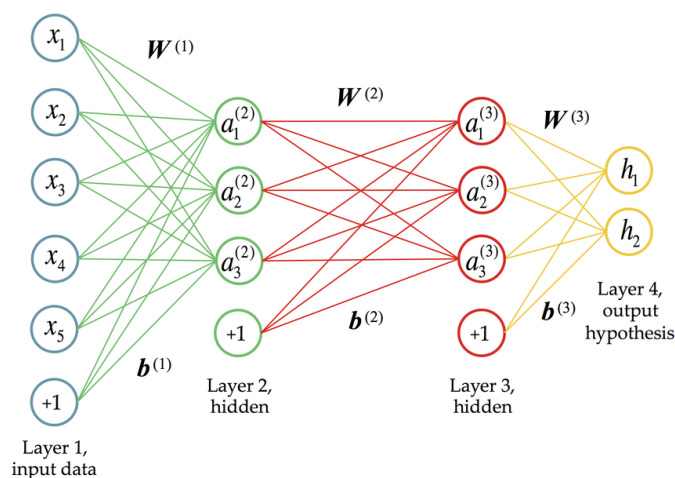 x₁
x₂
x₃
x₄
x₅
+1
Layer 1,
input data
W⁽¹⁾
b⁽¹⁾
a₁⁽²⁾
a₂⁽²⁾
a₃⁽²⁾
+1
Layer 2,
hidden
W⁽²⁾
b⁽²⁾
a₁⁽³⁾
a₂⁽³⁾
a₃⁽³⁾
+1
Layer 3,
hidden
W⁽³⁾
b⁽³⁾
h₁
h₂
Layer 4,
output
hypothesis